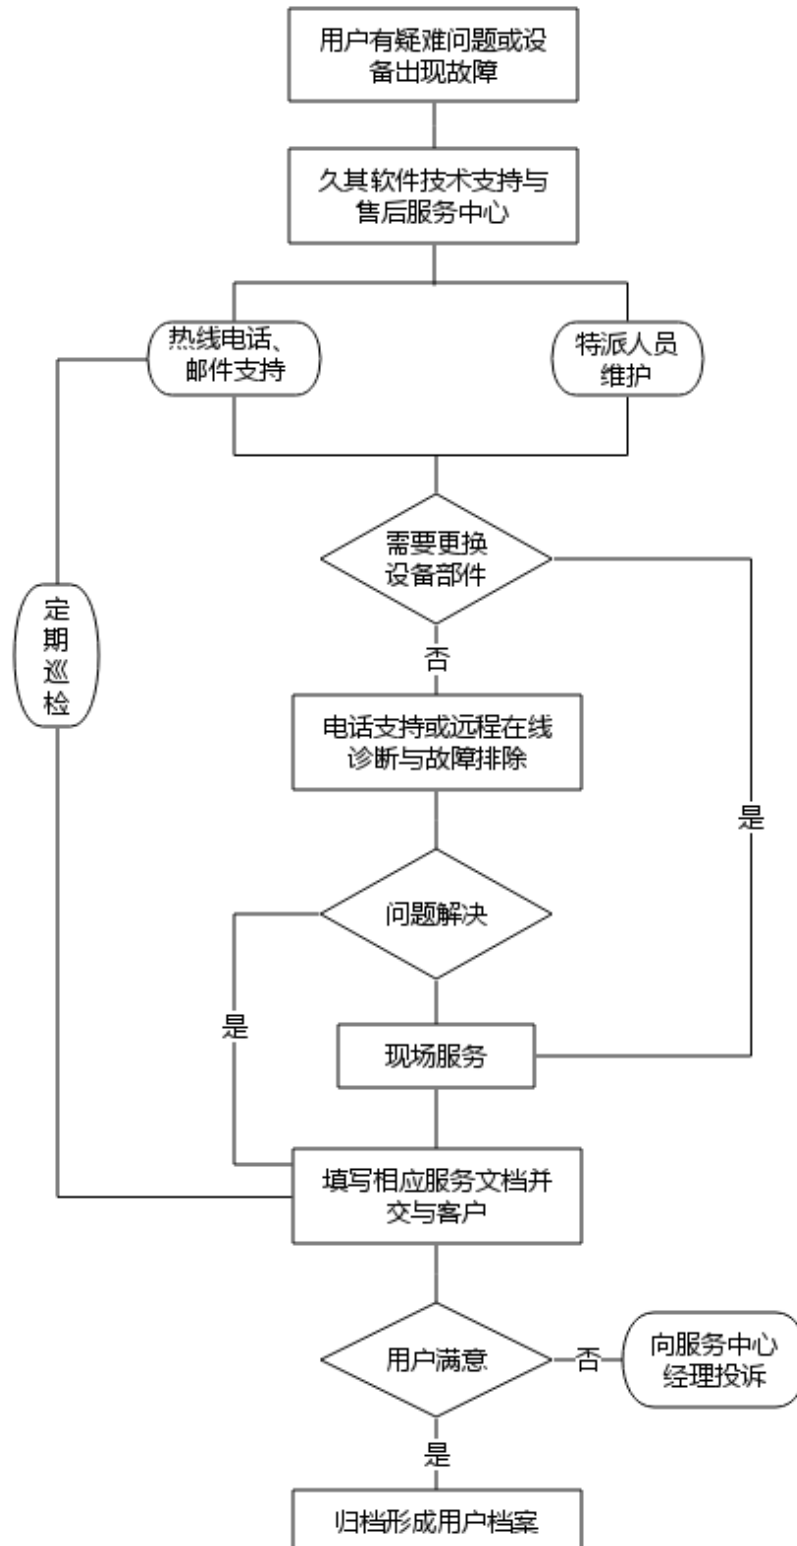 用户有疑难问题或设
备出现故障
久其软件技术支持与
售后服务中心
热线电话、
邮件支持
特派人员
维护
需要更换
设备部件
定
期
巡
检
否
电话支持或远程在线
诊断与故障排除
是
问题解决
是
现场服务
填写相应服务文档并
交与客户
用户满意
否
向服务中心
经理投诉
是
归档形成用户档案